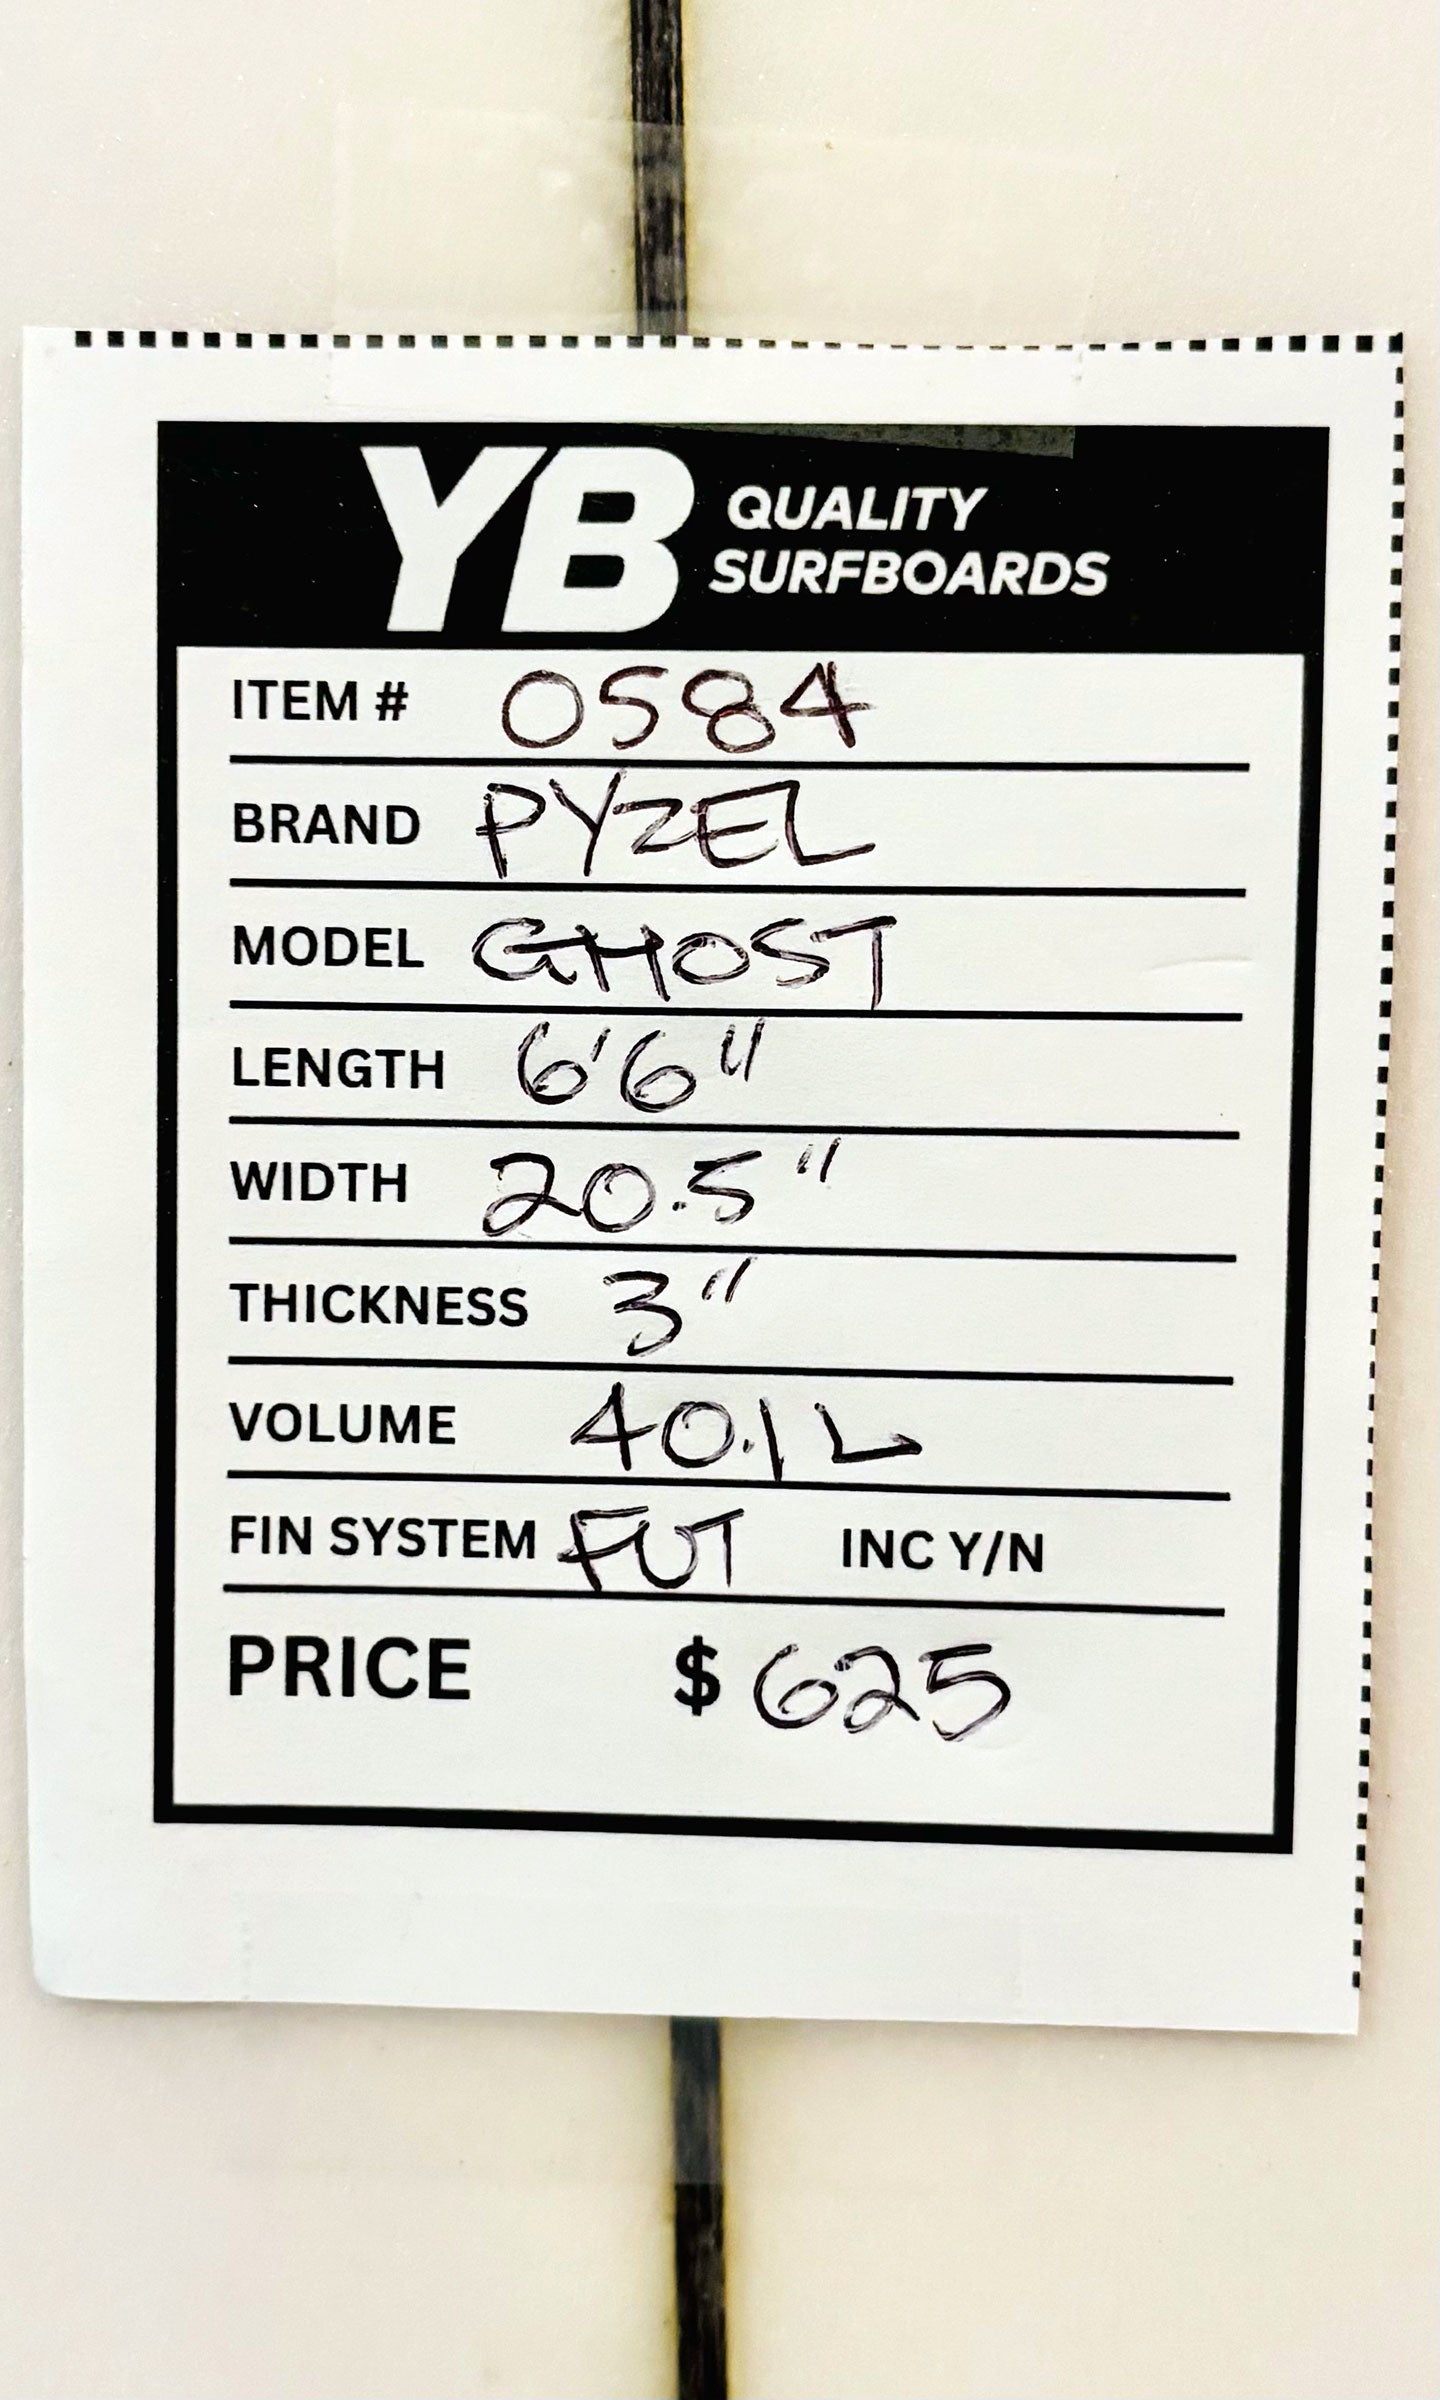 YB QUALITY
SURFBOARDS
ITEM # 0584
BRAND PYZEL
MODEL GHOST
LENGTH 6'6"
WIDTH 20.5"
THICKNESS 3"
VOLUME 40.1 L
FIN SYSTEM FUT INC Y/N
PRICE $ 625